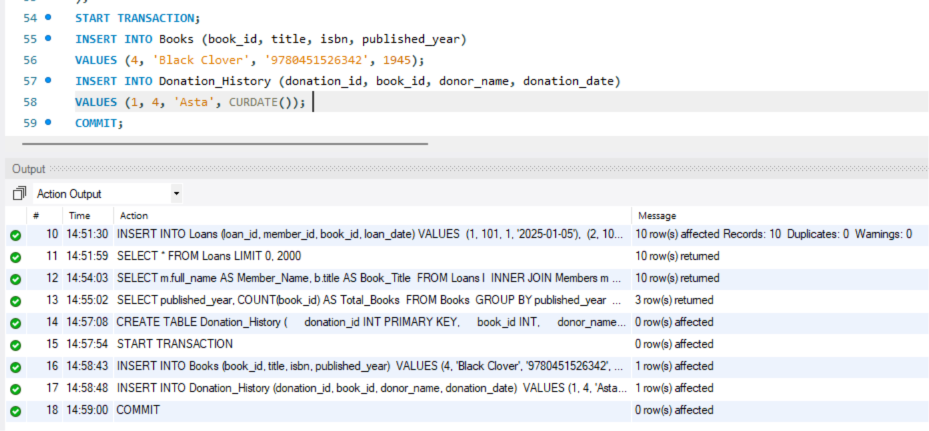 54 START TRANSACTION;
55 INSERT INTO Books (book_id, title, isbn, published_year)
56 VALUES (4, 'Black Clover', '9780451526342', 1945);
57 INSERT INTO Donation_History (donation_id, book_id, donor_name, donation_date)
58 VALUES (1, 4, 'Asta', CURDATE());
59 COMMIT;
Output
Action Output
# Time Action Message
10 14:51:30 INSERT INTO Loans (loan_id, member_id, book_id, loan_date) VALUES (1, 101, 1, '2025-01-05'), (2, 10... 10 row(s) affected Records: 10 Duplicates: 0 Warnings: 0
11 14:51:59 SELECT * FROM Loans LIMIT 0, 2000 10 row(s) returned
12 14:54:03 SELECT m.full_name AS Member_Name, b.title AS Book_Title FROM Loans l INNER JOIN Members m ... 10 row(s) returned
13 14:55:02 SELECT published_year, COUNT(book_id) AS Total_Books FROM Books GROUP BY published_year ... 3 row(s) returned
14 14:57:08 CREATE TABLE Donation_History ( donation_id INT PRIMARY KEY, book_id INT, donor_name... 0 row(s) affected
15 14:57:54 START TRANSACTION 0 row(s) affected
16 14:58:43 INSERT INTO Books (book_id, title, isbn, published_year) VALUES (4, 'Black Clover', '9780451526342', ... 1 row(s) affected
17 14:58:48 INSERT INTO Donation_History (donation_id, book_id, donor_name, donation_date) VALUES (1, 4, 'Asta... 1 row(s) affected
18 14:59:00 COMMIT 0 row(s) affected